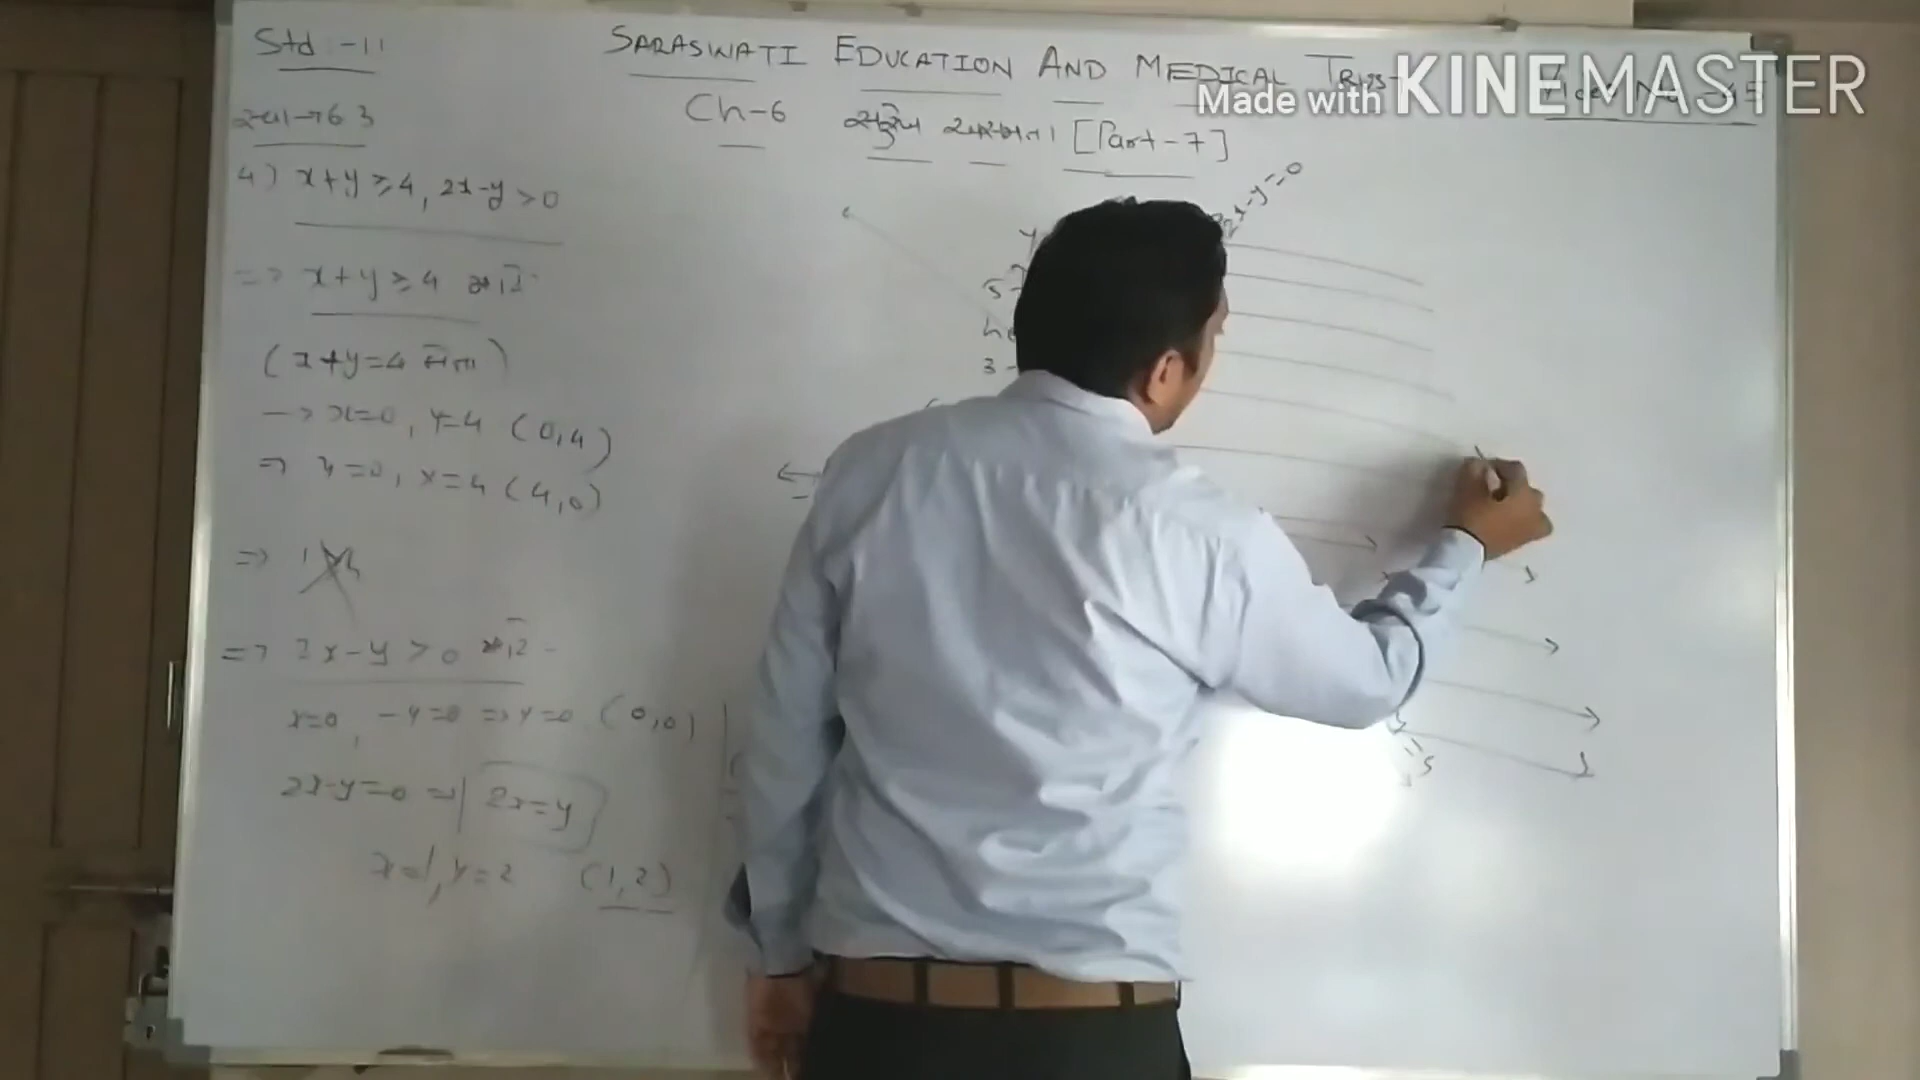 Std :- 11
SARASWATI EDUCATION AND MEDICAL TRUST
Made with KINEMASTER
Ch-6 સુરેખ અસમતા [Part-7]
4) x+y ≥ 4, 2x-y > 0
2x-y=0
=> x+y ≥ 4 માટે
(x+y=4 લેતા)
→ x=0, y=4 (0,4)
⇒ y=0, x=4 (4,0)
=>
=> 2x-y > 0 માટે -
x=0, -y=0 => y=0 (0,0)
2x-y=0 => 2x=y
x=1, y=2 (1,2)
y
5
4
3